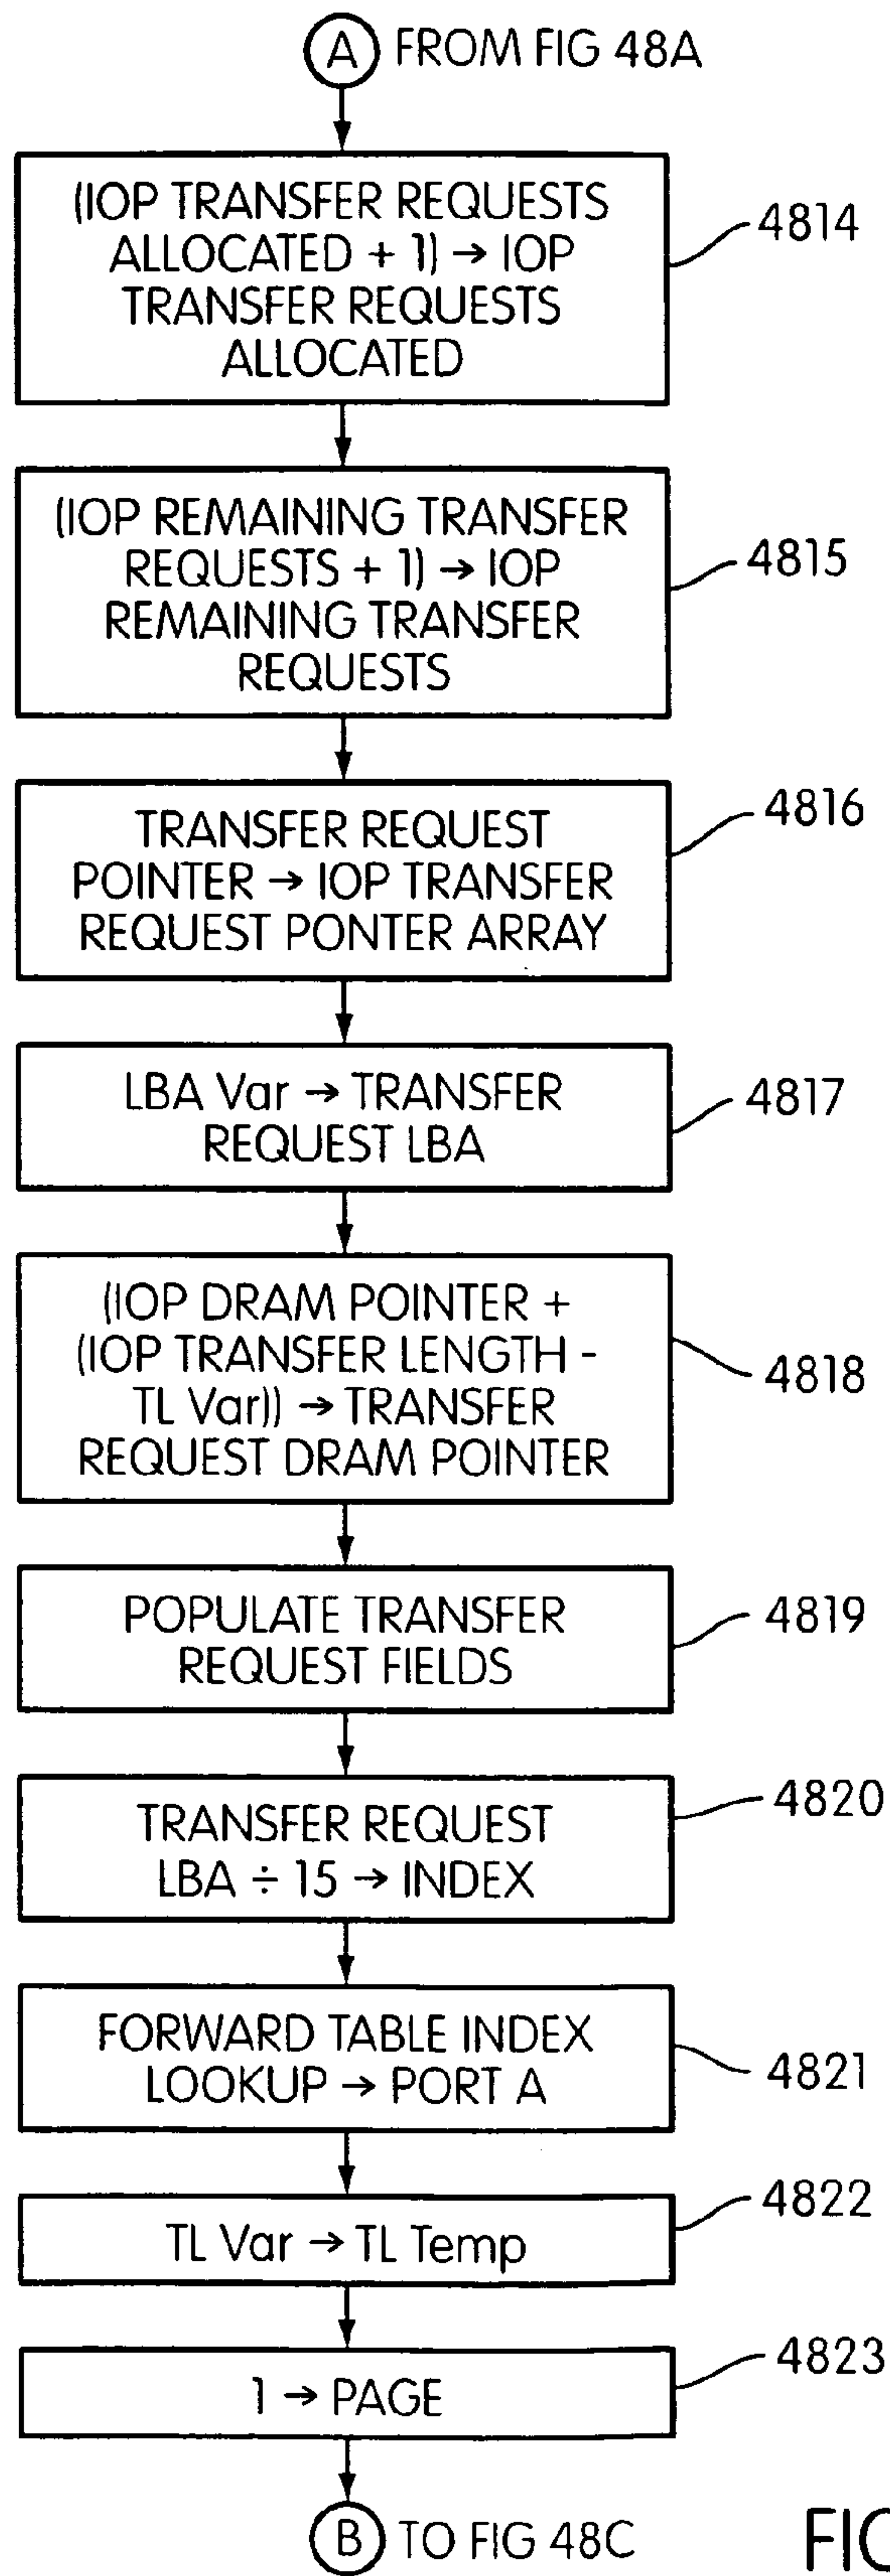 A FROM FIG 48A
(IOP TRANSFER REQUESTS
ALLOCATED + 1) → IOP
TRANSFER REQUESTS
ALLOCATED
4814
(IOP REMAINING TRANSFER
REQUESTS + 1) → IOP
REMAINING TRANSFER
REQUESTS
4815
TRANSFER REQUEST
POINTER → IOP TRANSFER
REQUEST PONTER ARRAY
4816
LBA Var → TRANSFER
REQUEST LBA
4817
(IOP DRAM POINTER +
(IOP TRANSFER LENGTH -
TL Var)) → TRANSFER
REQUEST DRAM POINTER
4818
POPULATE TRANSFER
REQUEST FIELDS
4819
TRANSFER REQUEST
LBA ÷ 15 → INDEX
4820
FORWARD TABLE INDEX
LOOKUP → PORT A
4821
TL Var → TL Temp
4822
1 → PAGE
4823
B TO FIG 48C